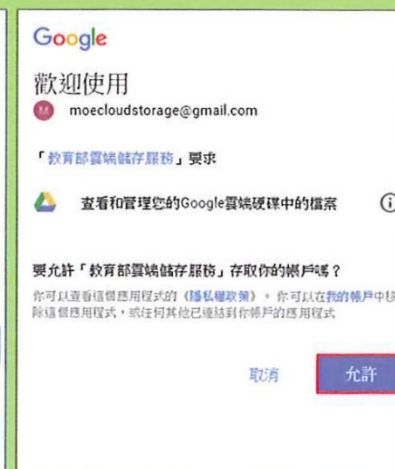 Google
歡迎使用
moecloudstorage@gmail.com
「教育部雲端儲存服務」要求
查看和管理您的Google雲端硬碟中的檔案
要允許「教育部雲端儲存服務」存取你的帳戶嗎？
你可以查看這個應用程式的《隱私權政策》。你可以在我的帳戶中移
除這個應用程式，或任何其他已連結到你帳戶的應用程式
取消
允許